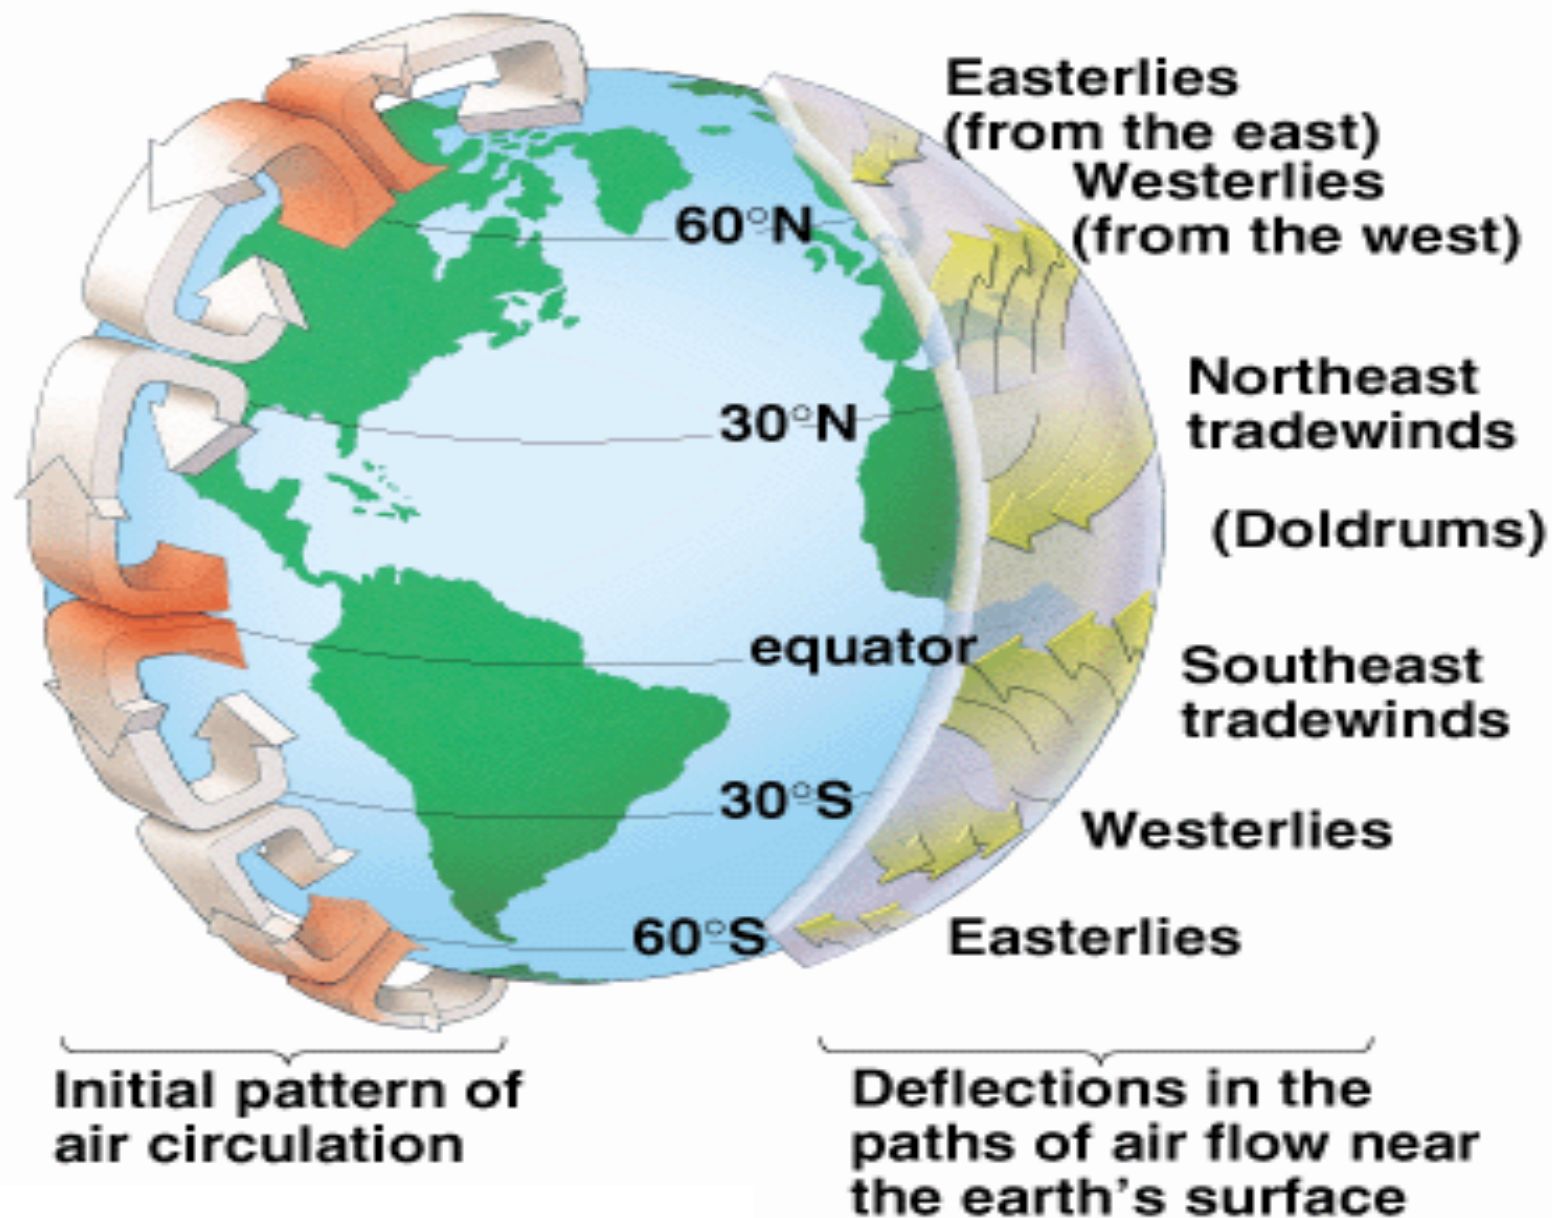 Easterlies
(from the east)
Westerlies
(from the west)
60°N
Northeast
tradewinds
30°N
(Doldrums)
equator
Southeast
tradewinds
30°S
Westerlies
60°S
Easterlies
Initial pattern of
air circulation
Deflections in the
paths of air flow near
the earth's surface